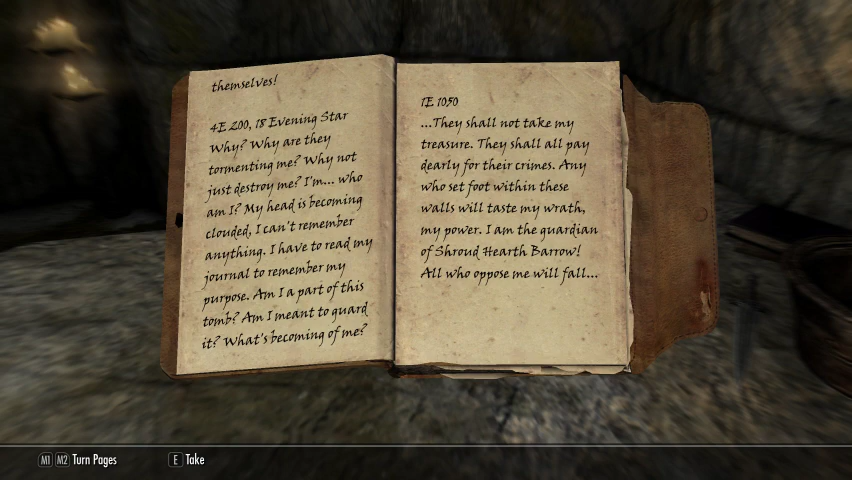 themselves!
4E 200, 18 Evening Star
Why? Why are they
tormenting me? Why not
just destroy me? I'm... who
am I? My head is becoming
clouded, I can't remember
anything. I have to read my
journal to remember my
purpose. Am I a part of this
tomb? Am I meant to guard
it? What's becoming of me?
1E 1050
...They shall not take my
treasure. They shall all pay
dearly for their crimes. Any
who set foot within these
walls will taste my wrath,
my power. I am the guardian
of Shroud Hearth Barrow!
All who oppose me will fall...
M1 M2 Turn Pages
E Take